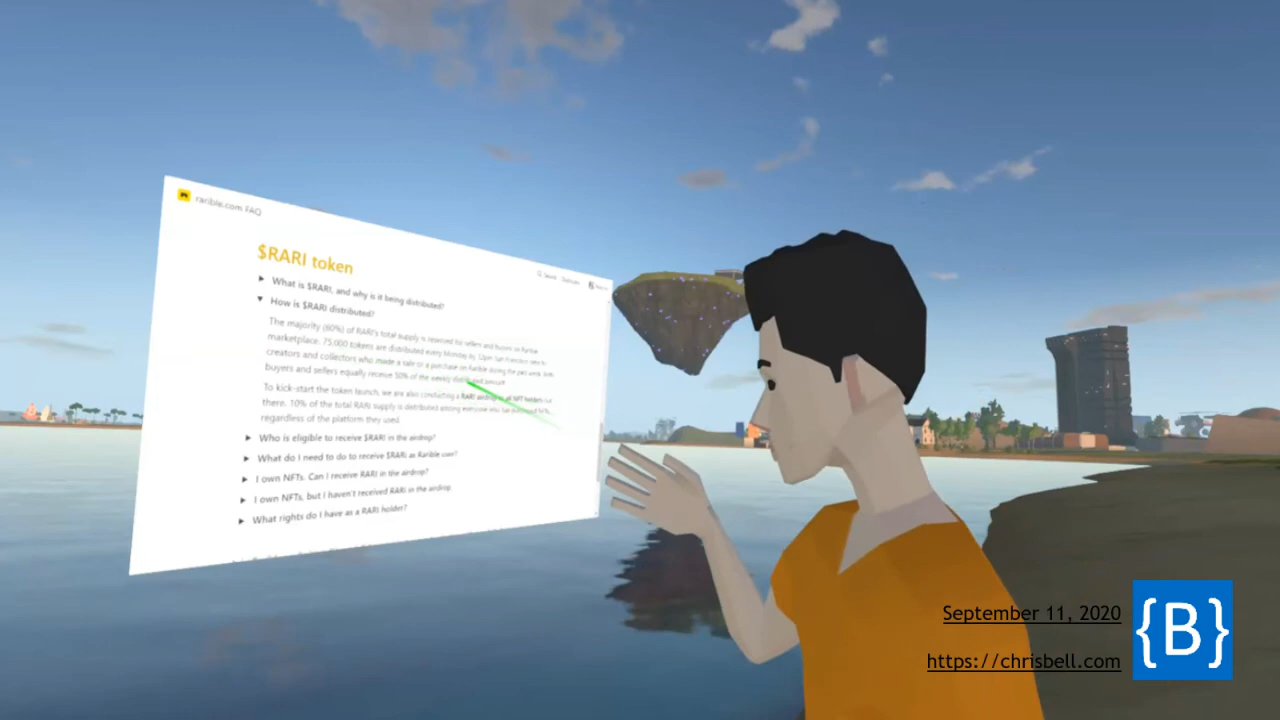 rarible.com FAQ
Search Duplicate
$RARI token
What is $RARI, and why is it being distributed?
How is $RARI distributed?
The majority (60%) of RARI's total supply is reserved for sellers and buyers on Rarible
marketplace. 75.000 tokens are distributed every Monday by San Francisco
creators and collectors who made a sale or a purchase on Rarible during the past week. Both
buyers and sellers equally receive 50% of the weekly distributed amount
To kick-start the token launch, we are also conducting a RARI airdrop to all NFT holders out
there. 10% of the total RARI supply is distributed among everyone who has
regardless of the platform they used.
Who is eligible to receive $RARI in the airdrop?
What do I need to do to receive $RARI as Rarible user?
I own NFTs. Can I receive RARI in the airdrop?
I own NFTs, but I haven't received RARI in the airdrop.
What rights do I have as a RARI holder?
September 11, 2020
https://chrisbell.com
{B}